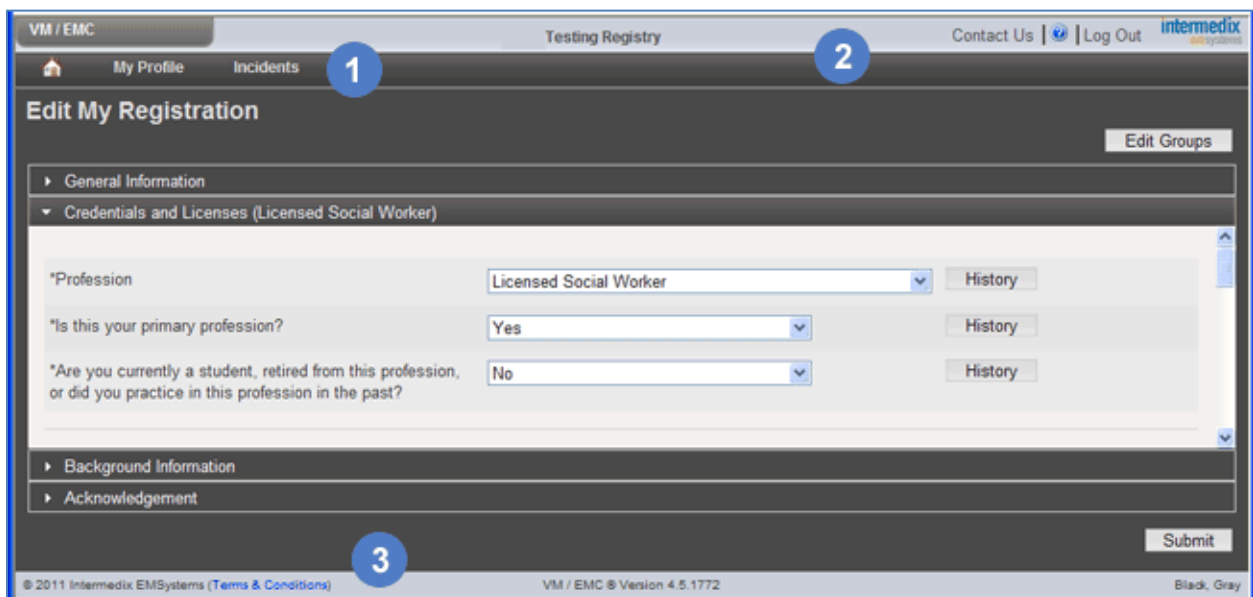 VM / EMC
Testing Registry
2
Contact Us | | Log Out
intermedix
emsystems
My Profile Incidents
1
Edit My Registration
Edit Groups
General Information
Credentials and Licenses (Licensed Social Worker)
*Profession Licensed Social Worker History
*Is this your primary profession? Yes History
*Are you currently a student, retired from this profession, No History
or did you practice in this profession in the past?
Background Information
Acknowledgement
Submit
3
© 2011 Intermedix EMSystems (Terms & Conditions) VM / EMC ® Version 4.5.1772 Black, Gray